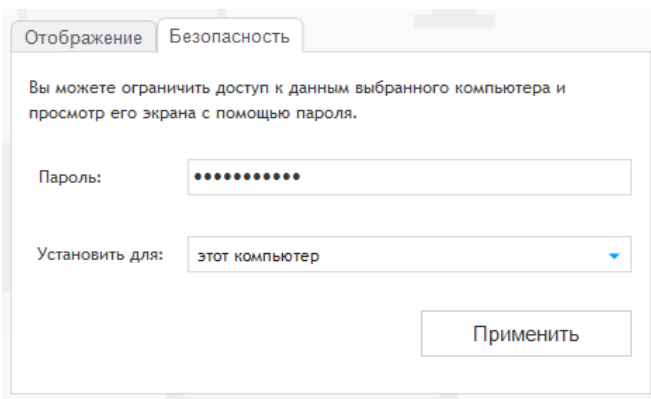 Отображение
Безопасность
Вы можете ограничить доступ к данным выбранного компьютера и
просмотр его экрана с помощью пароля.
Пароль: •••••••••••
Установить для: этот компьютер
Применить